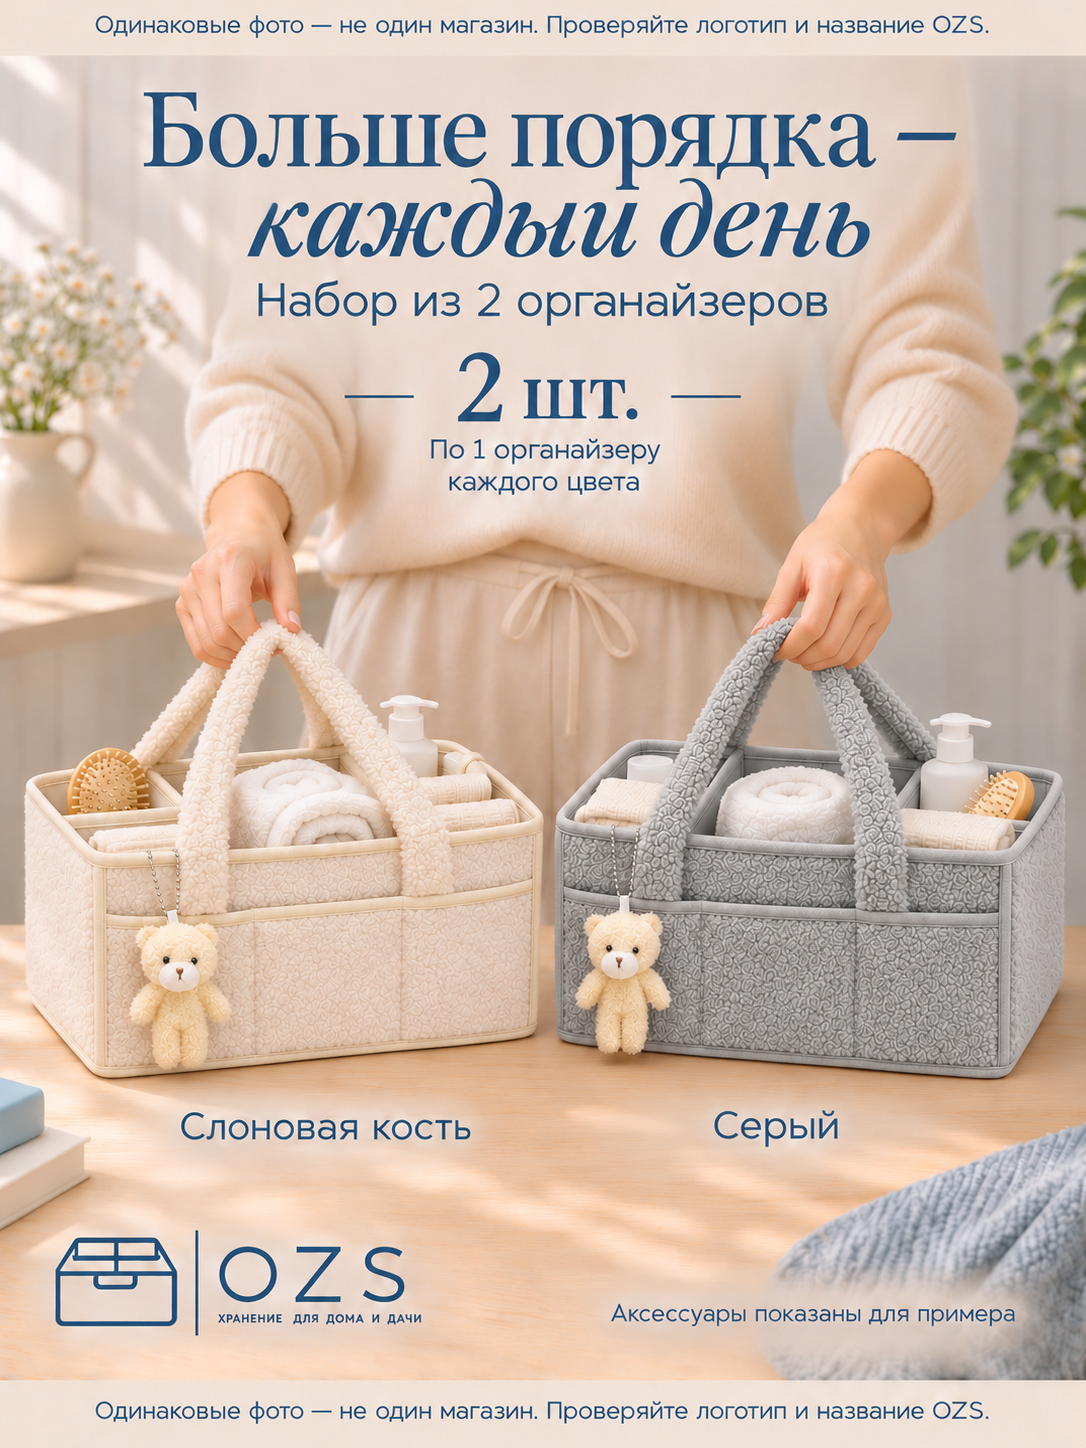 Одинаковые фото — не один магазин. Проверяйте логотип и название OZS.
Больше порядка —
каждый день
Набор из 2 органайзеров
2 шт.
По 1 органайзеру
каждого цвета
Слоновая кость
Серый
OZS
ХРАНЕНИЕ ДЛЯ ДОМА И ДАЧИ
Аксессуары показаны для примера
Одинаковые фото — не один магазин. Проверяйте логотип и название OZS.